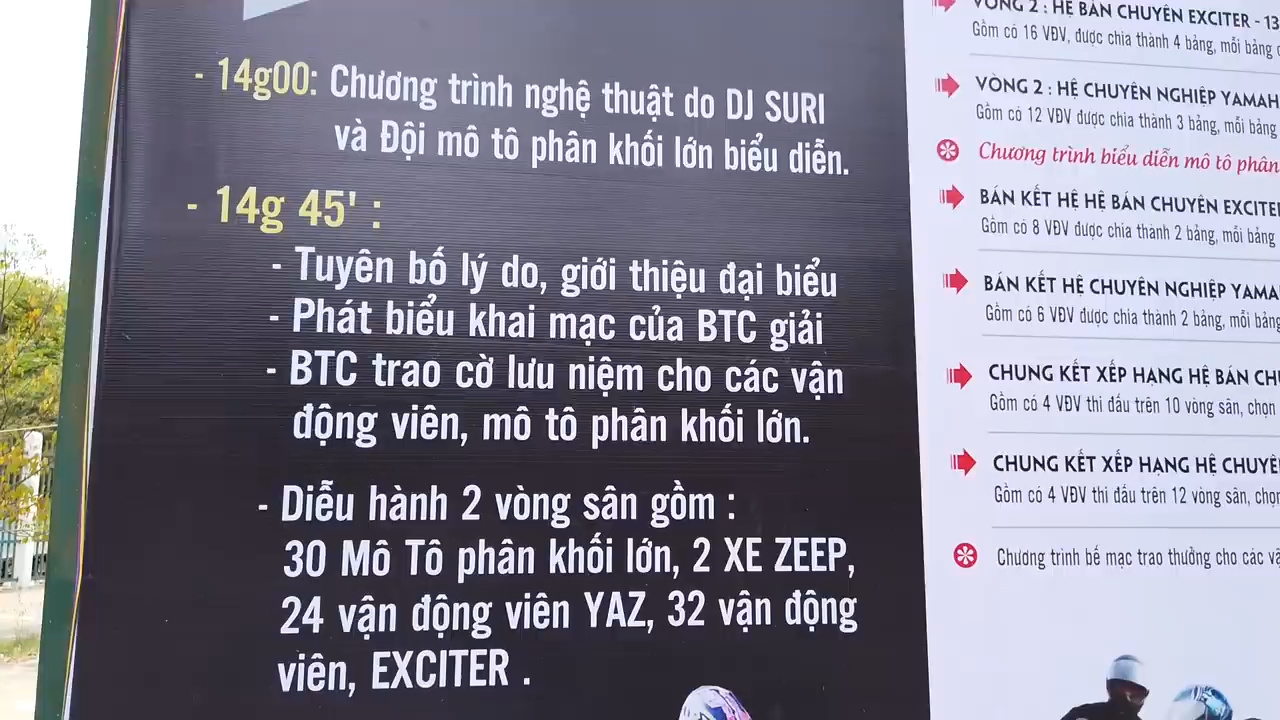 - 14g00: Chương trình nghệ thuật do DJ SURI
và Đội mô tô phân khối lớn biểu diễn.
- 14g 45' :
- Tuyên bố lý do, giới thiệu đại biểu
- Phát biểu khai mạc của BTC giải
- BTC trao cờ lưu niệm cho các vận
động viên, mô tô phân khối lớn.
- Diễu hành 2 vòng sân gồm :
30 Mô Tô phân khối lớn, 2 XE ZEEP,
24 vận động viên YAZ, 32 vận động
viên, EXCITER .
VÒNG 2 : HỆ BÁN CHUYÊN EXCITER - 13
Gồm có 16 VĐV, được chia thành 4 bảng, mỗi bảng
VÒNG 2 : HỆ CHUYÊN NGHIỆP YAMAH
Gồm có 12 VĐV được chia thành 3 bảng, mỗi bảng
Chương trình biểu diễn mô tô phân
BÁN KẾT HỆ HỆ BÁN CHUYÊN EXCITE
Gồm có 8 VĐV được chia thành 2 bảng, mỗi bảng
BÁN KẾT HỆ CHUYÊN NGHIỆP YAMA
Gồm có 6 VĐV được chia thành 2 bảng, mỗi bảng
CHUNG KẾT XẾP HẠNG HỆ BÁN CHU
Gồm có 4 VĐV thi đấu trên 10 vòng sân, chọn
CHUNG KẾT XẾP HẠNG HỆ CHUYÊ
Gồm có 4 VĐV thi đấu trên 12 vòng sân, chọn
Chương trình bế mạc trao thưởng cho các vậ